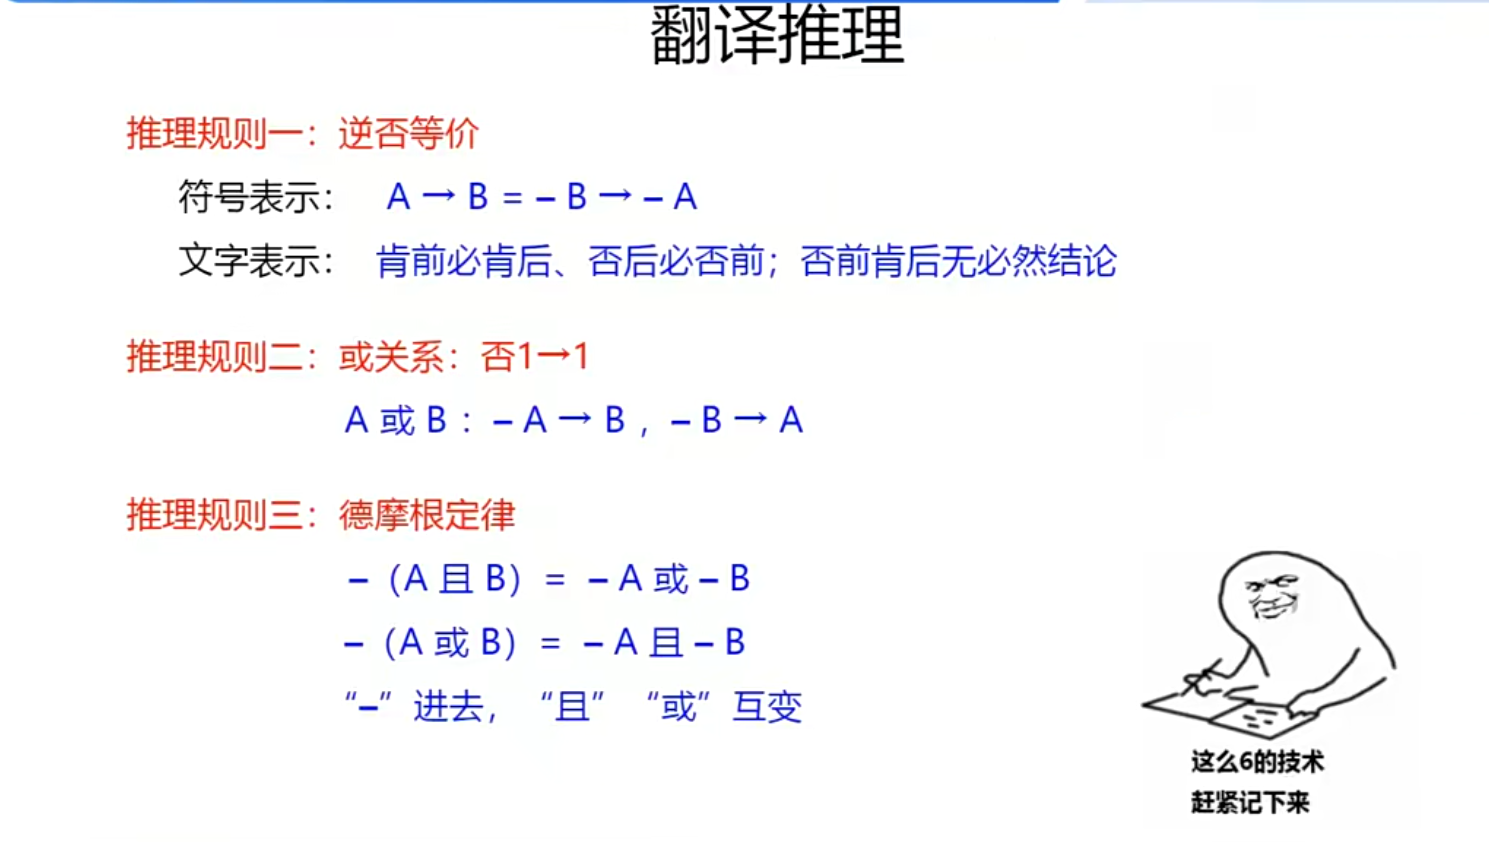 翻译推理
推理规则一：逆否等价
符号表示： A → B = – B → – A
文字表示： 肯前必肯后、否后必否前；否前肯后无必然结论
推理规则二：或关系：否1→1
A 或 B ：– A → B ，– B → A
推理规则三：德摩根定律
–（A 且 B）= – A 或 – B
–（A 或 B）= – A 且 – B
“–”进去，“且”“或”互变
这么6的技术
赶紧记下来